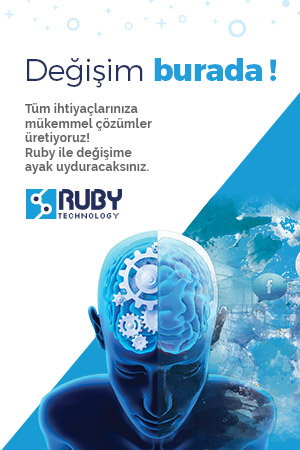 Değişim burada !
Tüm ihtiyaçlarınıza
mükemmel çözümler
üretiyoruz!
Ruby ile değişime
ayak uyduracaksınız.
RUBY
TECHNOLOGY
f